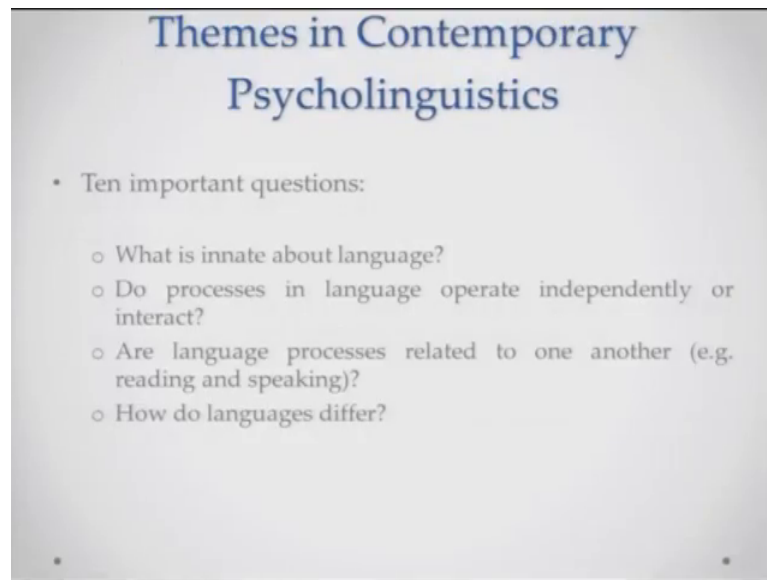 Themes in Contemporary
Psycholinguistics
• Ten important questions:
o What is innate about language?
o Do processes in language operate independently or
interact?
o Are language processes related to one another (e.g.
reading and speaking)?
o How do languages differ?